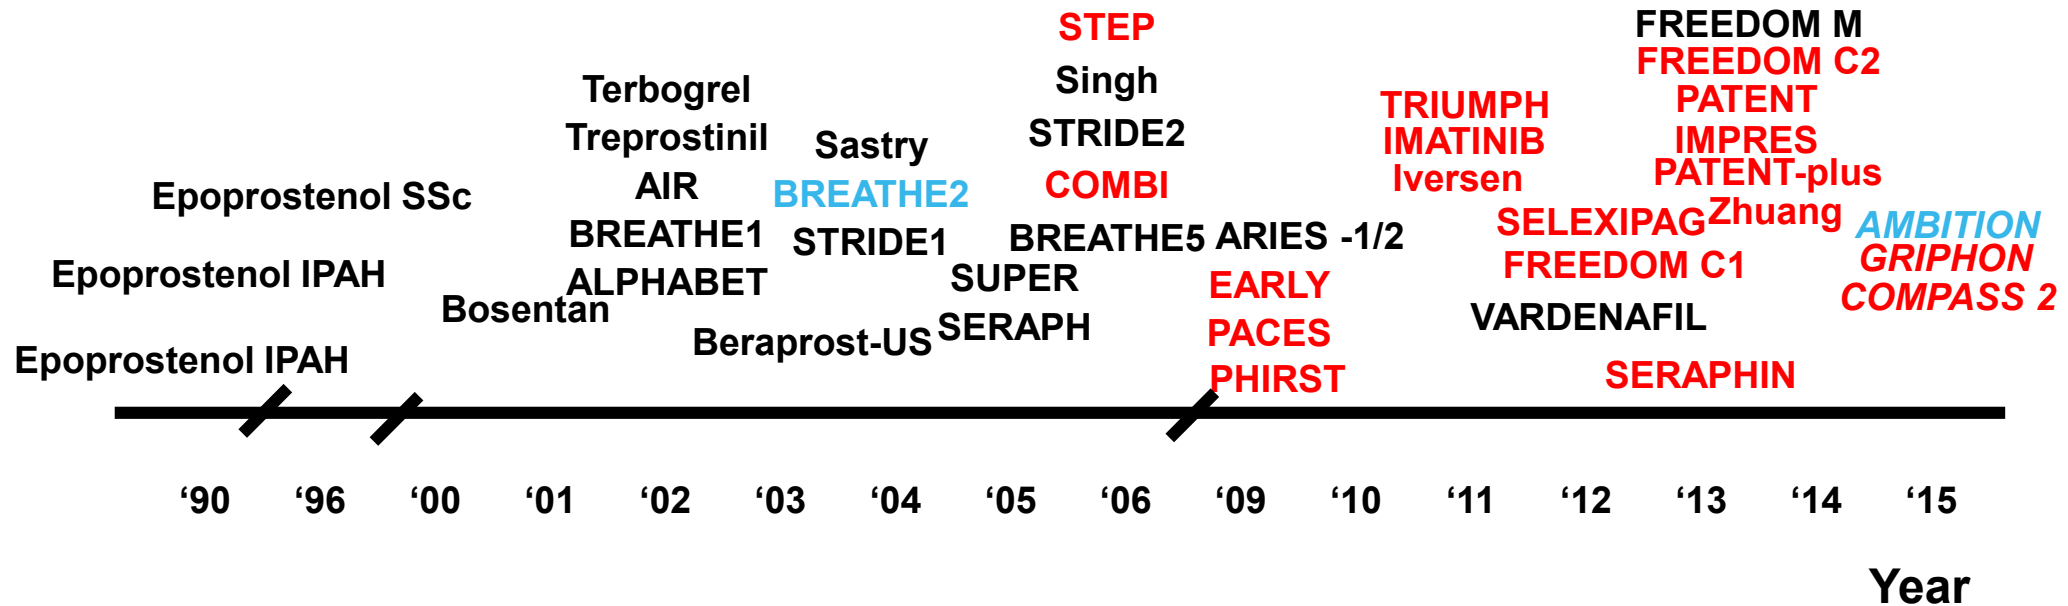 STEP
FREEDOM M
FREEDOM C2
Terbogrel
Singh
TRIUMPH
PATENT
Treprostinil
Sastry
STRIDE2
IMATINIB
IMPRES
Epoprostenol SSc
AIR
BREATHE2
COMBI
Iversen
PATENT-plus
BREATHE1
STRIDE1
BREATHE5
ARIES -1/2
SELEXIPAG
Zhuang
AMBITION
Epoprostenol IPAH
ALPHABET
SUPER
EARLY
FREEDOM C1
GRIPHON
Bosentan
SERAPH
PACES
VARDENAFIL
COMPASS 2
Epoprostenol IPAH
Beraprost-US
PHIRST
SERAPHIN
‘90 ‘96 ‘00 ‘01 ‘02 ‘03 ‘04 ‘05 ‘06 ‘09 ‘10 ‘11 ‘12 ‘13 ‘14 ‘15
Year